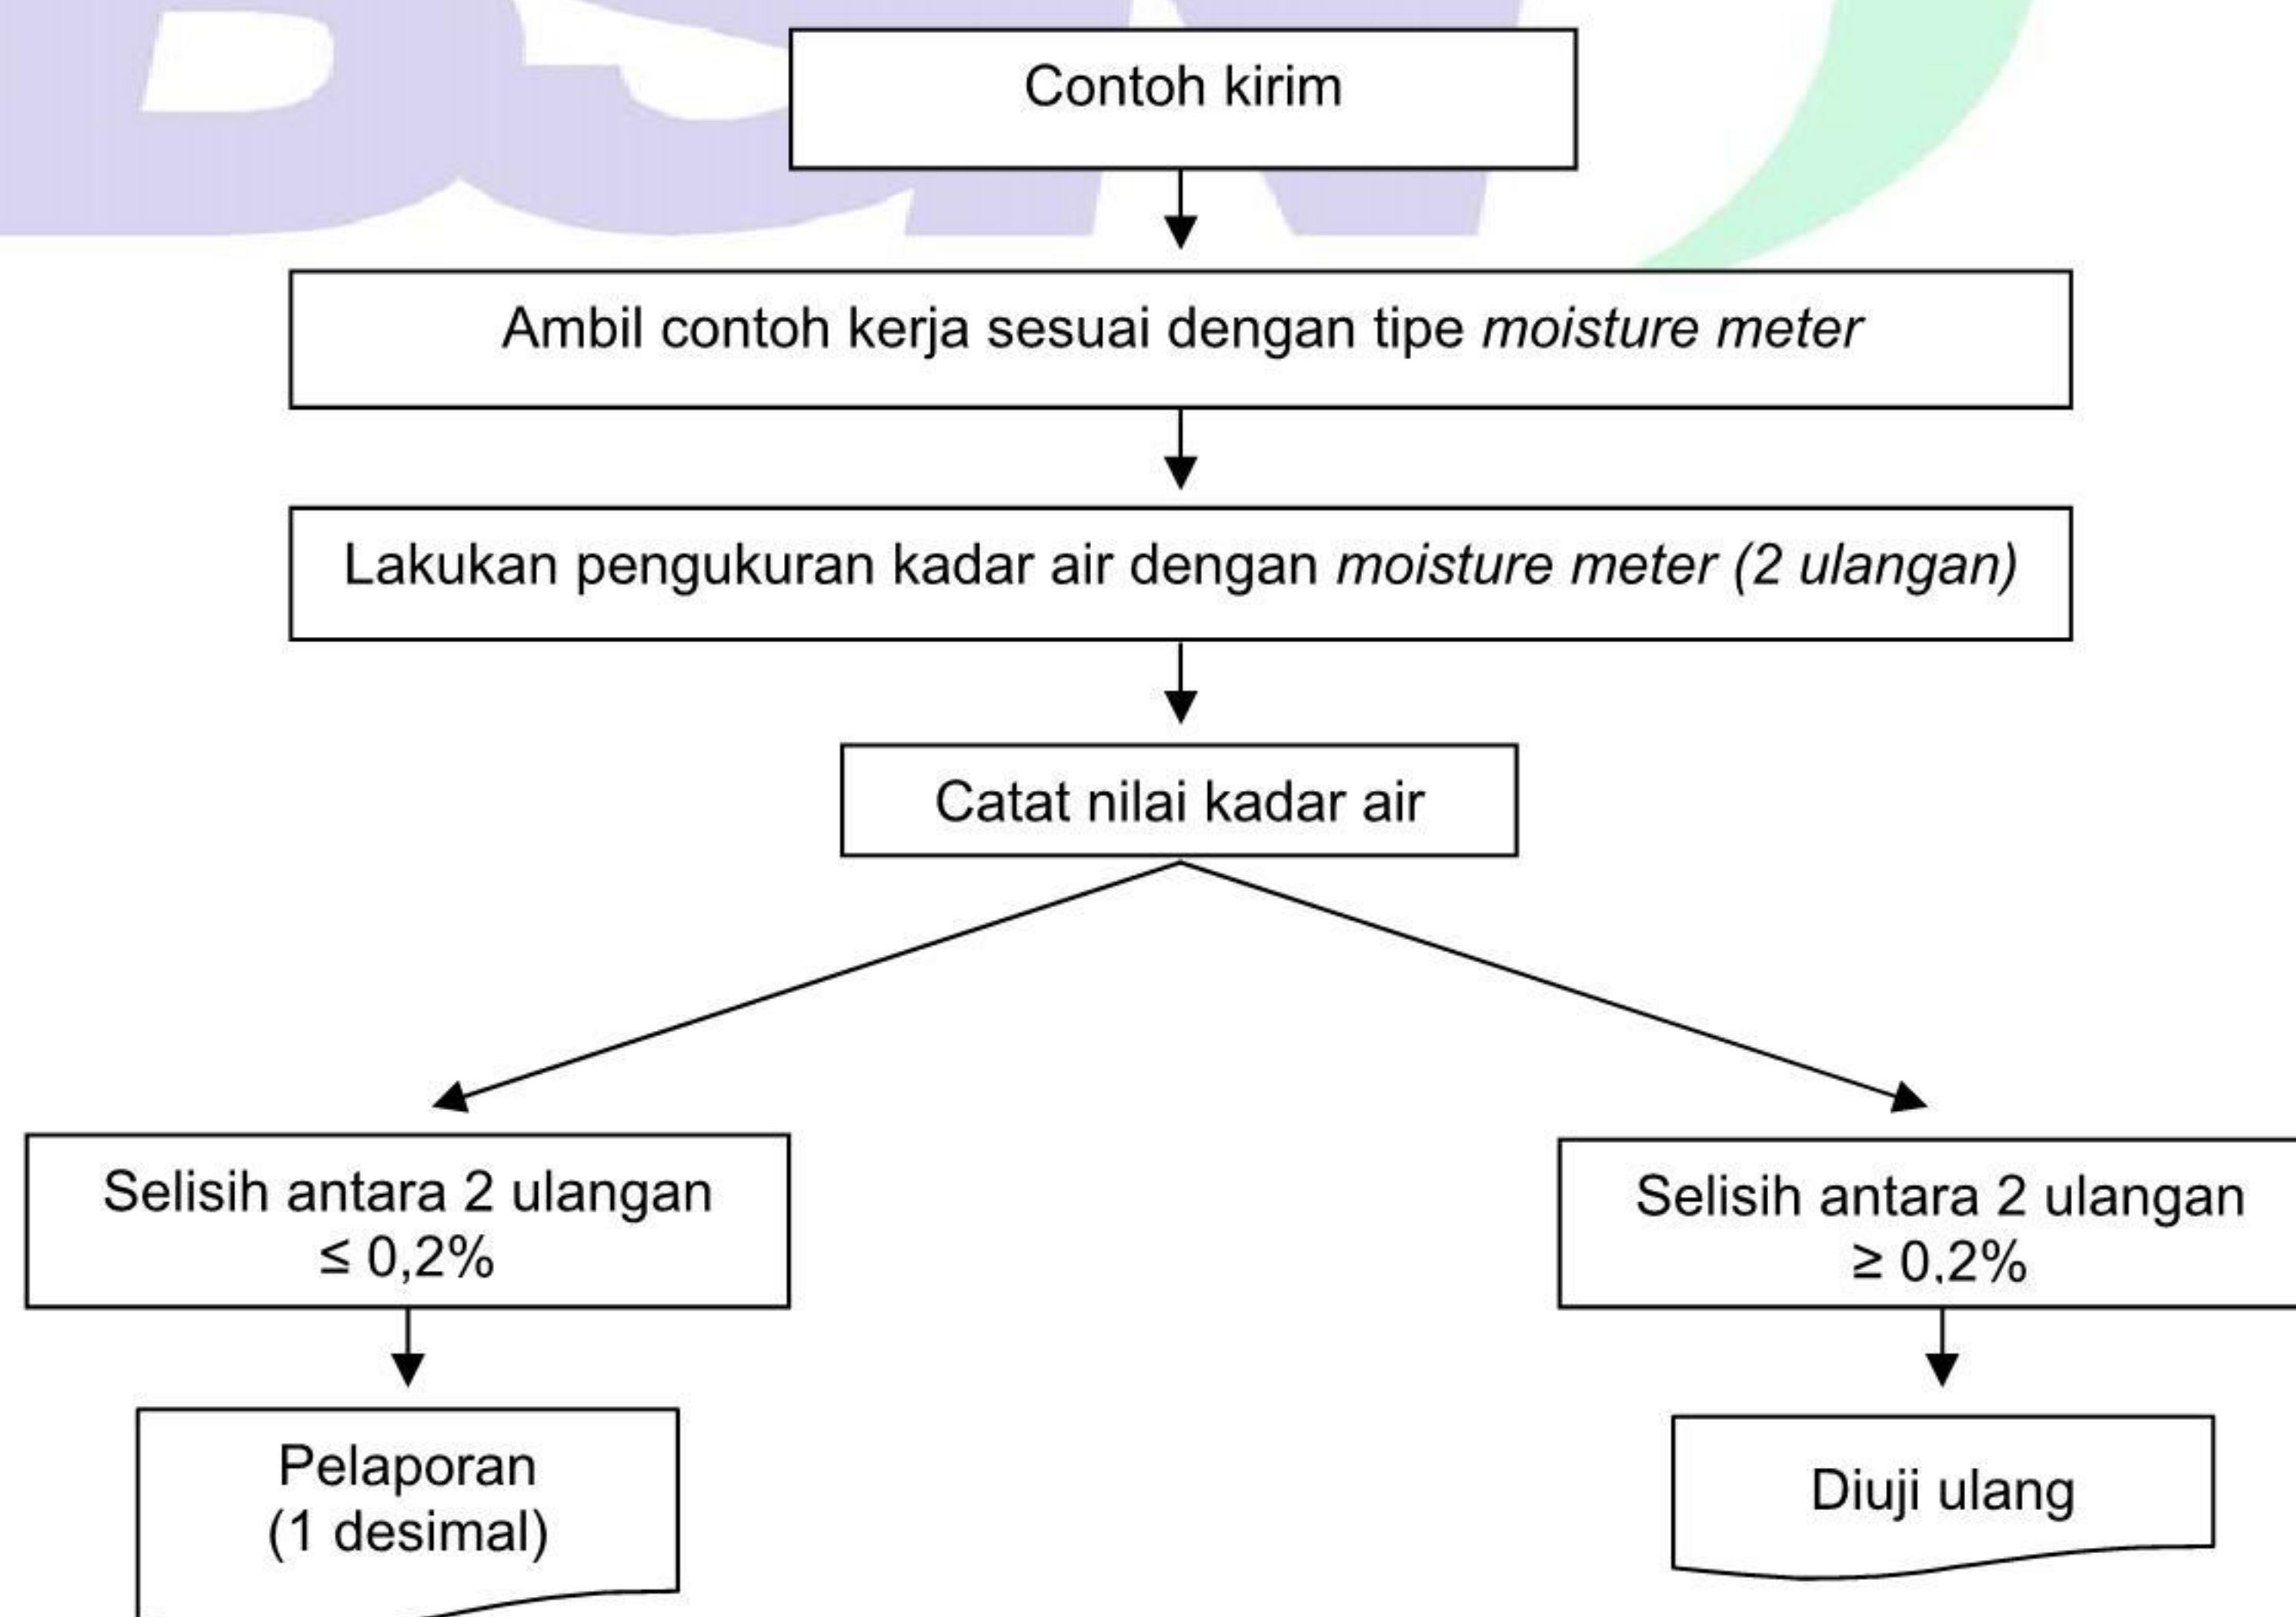 Contoh kirim
Ambil contoh kerja sesuai dengan tipe moisture meter
Lakukan pengukuran kadar air dengan moisture meter (2 ulangan)
Catat nilai kadar air
Selisih antara 2 ulangan
≤ 0,2%
Selisih antara 2 ulangan
≥ 0,2%
Pelaporan
(1 desimal)
Diuji ulang